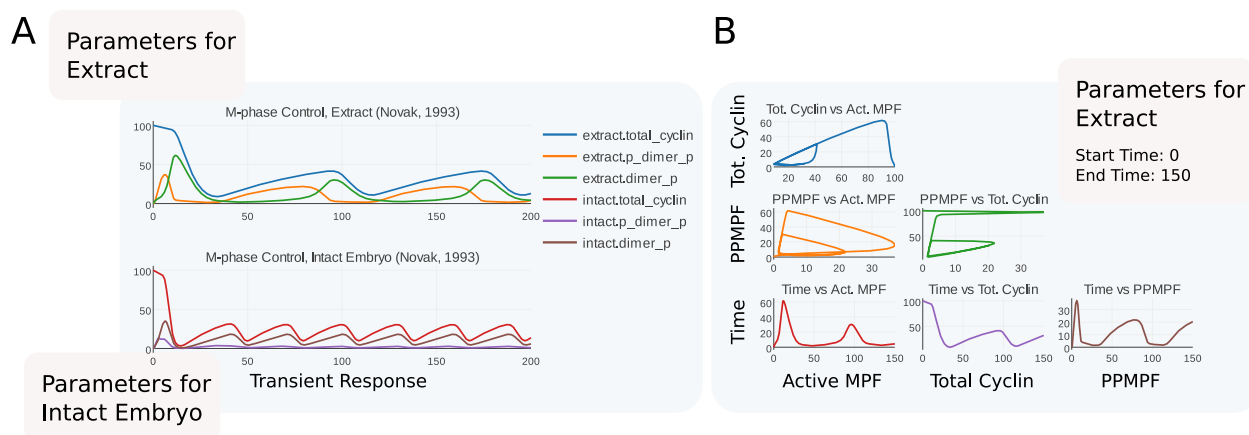 A
Parameters for
Extract
M-phase Control, Extract (Novak, 1993)
100
50
0
0 50 100 150 200
extract.total_cyclin
extract.p_dimer_p
extract.dimer_p
intact.total_cyclin
intact.p_dimer_p
intact.dimer_p
M-phase Control, Intact Embryo (Novak, 1993)
100
50
0
0 50 100 150 200
Transient Response
Parameters for
Intact Embryo
B
Parameters for
Extract
Start Time: 0
End Time: 150
Tot. Cyclin
Tot. Cyclin vs Act. MPF
60
40
20
0
20 40 60 80 100
PPMPF
PPMPF vs Act. MPF
60
40
20
0
0 10 20 30
PPMPF vs Tot. Cyclin
100
50
0 10 20 30
Time
Time vs Act. MPF
60
40
20
0
0 50 100 150
Active MPF
Time vs Tot. Cyclin
100
50
0 50 100 150
Total Cyclin
Time vs PPMPF
30
20
10
0
0 50 100 150
PPMPF